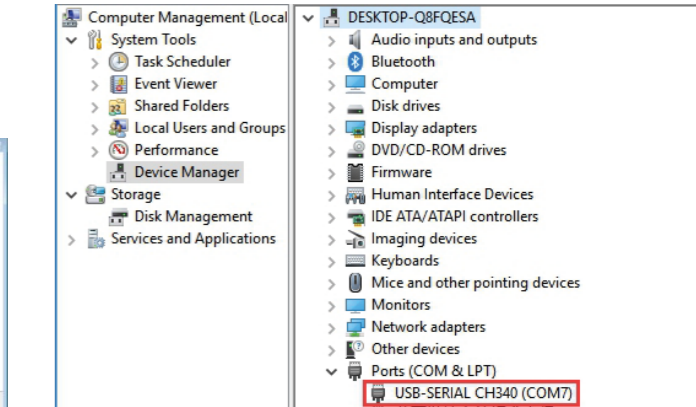 Computer Management (Local
System Tools
Task Scheduler
Event Viewer
Shared Folders
Local Users and Groups
Performance
Device Manager
Storage
Disk Management
Services and Applications
DESKTOP-Q8FQESA
Audio inputs and outputs
Bluetooth
Computer
Disk drives
Display adapters
DVD/CD-ROM drives
Firmware
Human Interface Devices
IDE ATA/ATAPI controllers
Imaging devices
Keyboards
Mice and other pointing devices
Monitors
Network adapters
Other devices
Ports (COM & LPT)
USB-SERIAL CH340 (COM7)